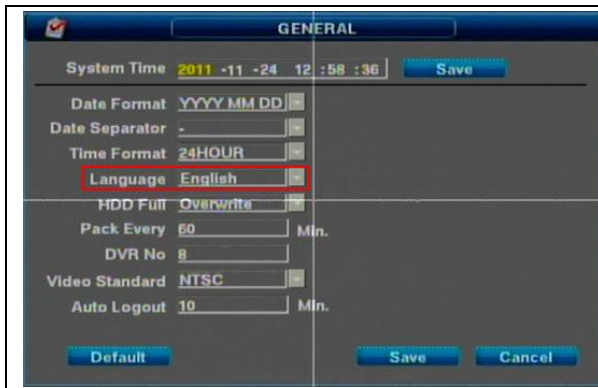 GENERAL
System Time 2011 -11 -24 12 :58 :36 Save
Date Format YYYY MM DD
Date Separator -
Time Format 24HOUR
Language English
HDD Full Overwrite
Pack Every 60 Min.
DVR No 8
Video Standard NTSC
Auto Logout 10 Min.
Default Save Cancel